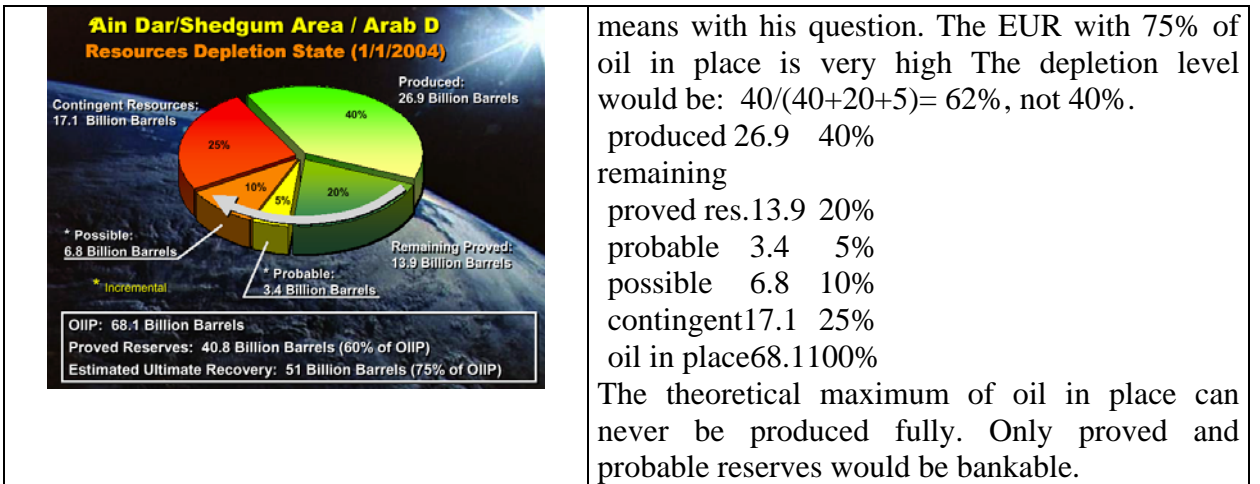 'Ain Dar/Shedgum Area / Arab D
Resources Depletion State (1/1/2004)
Produced:
26.9 Billion Barrels
Contingent Resources:
17.1 Billion Barrels
40%
25%
10%
5%
20%
* Possible:
6.8 Billion Barrels
Remaining Proved:
13.9 Billion Barrels
* Probable:
3.4 Billion Barrels
* Incremental
OIIP: 68.1 Billion Barrels
Proved Reserves: 40.8 Billion Barrels (60% of OIIP)
Estimated Ultimate Recovery: 51 Billion Barrels (75% of OIIP)
means with his question. The EUR with 75% of
oil in place is very high The depletion level
would be: 40/(40+20+5)= 62%, not 40%.
produced 26.9 40%
remaining
proved res.13.9 20%
probable 3.4 5%
possible 6.8 10%
contingent17.1 25%
oil in place68.1100%
The theoretical maximum of oil in place can
never be produced fully. Only proved and
probable reserves would be bankable.